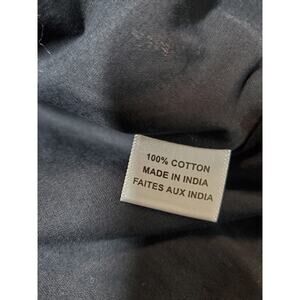 100% COTTON
MADE IN INDIA
FAITES AUX INDIA